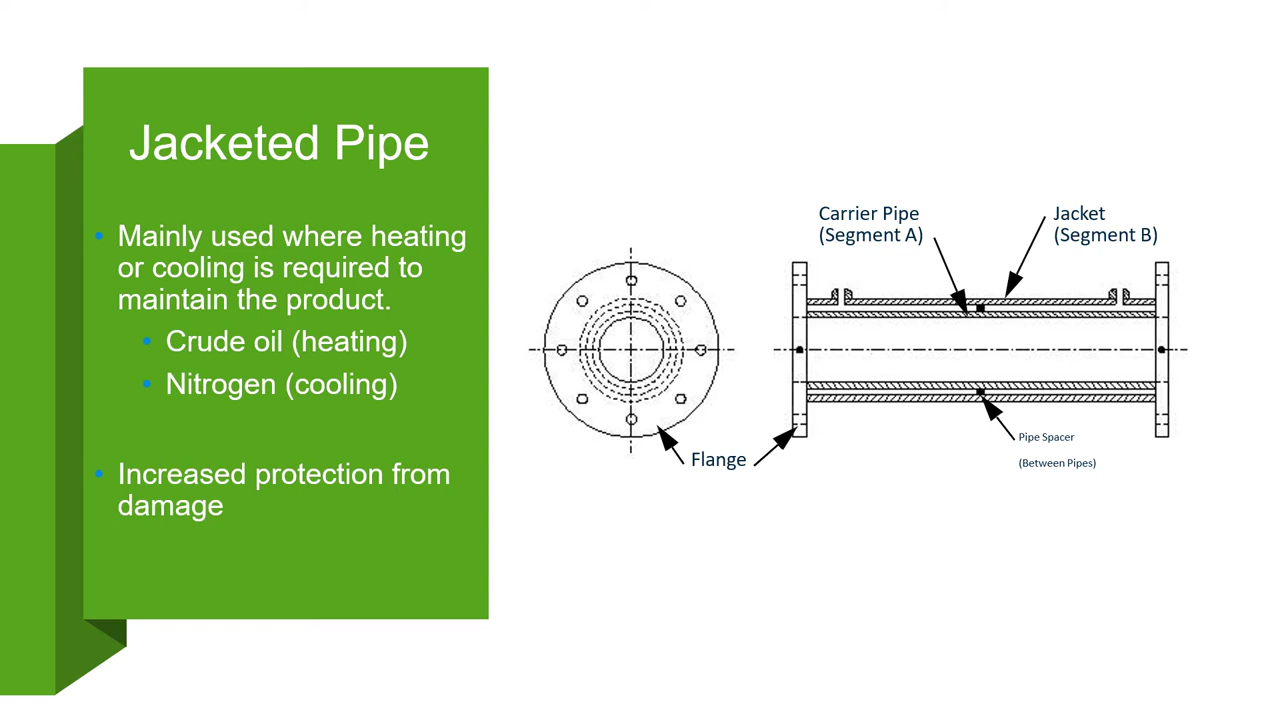 Jacketed Pipe
• Mainly used where heating
or cooling is required to
maintain the product.
• Crude oil (heating)
• Nitrogen (cooling)
• Increased protection from
damage
Carrier Pipe
(Segment A)
Jacket
(Segment B)
Flange
Pipe Spacer
(Between Pipes)